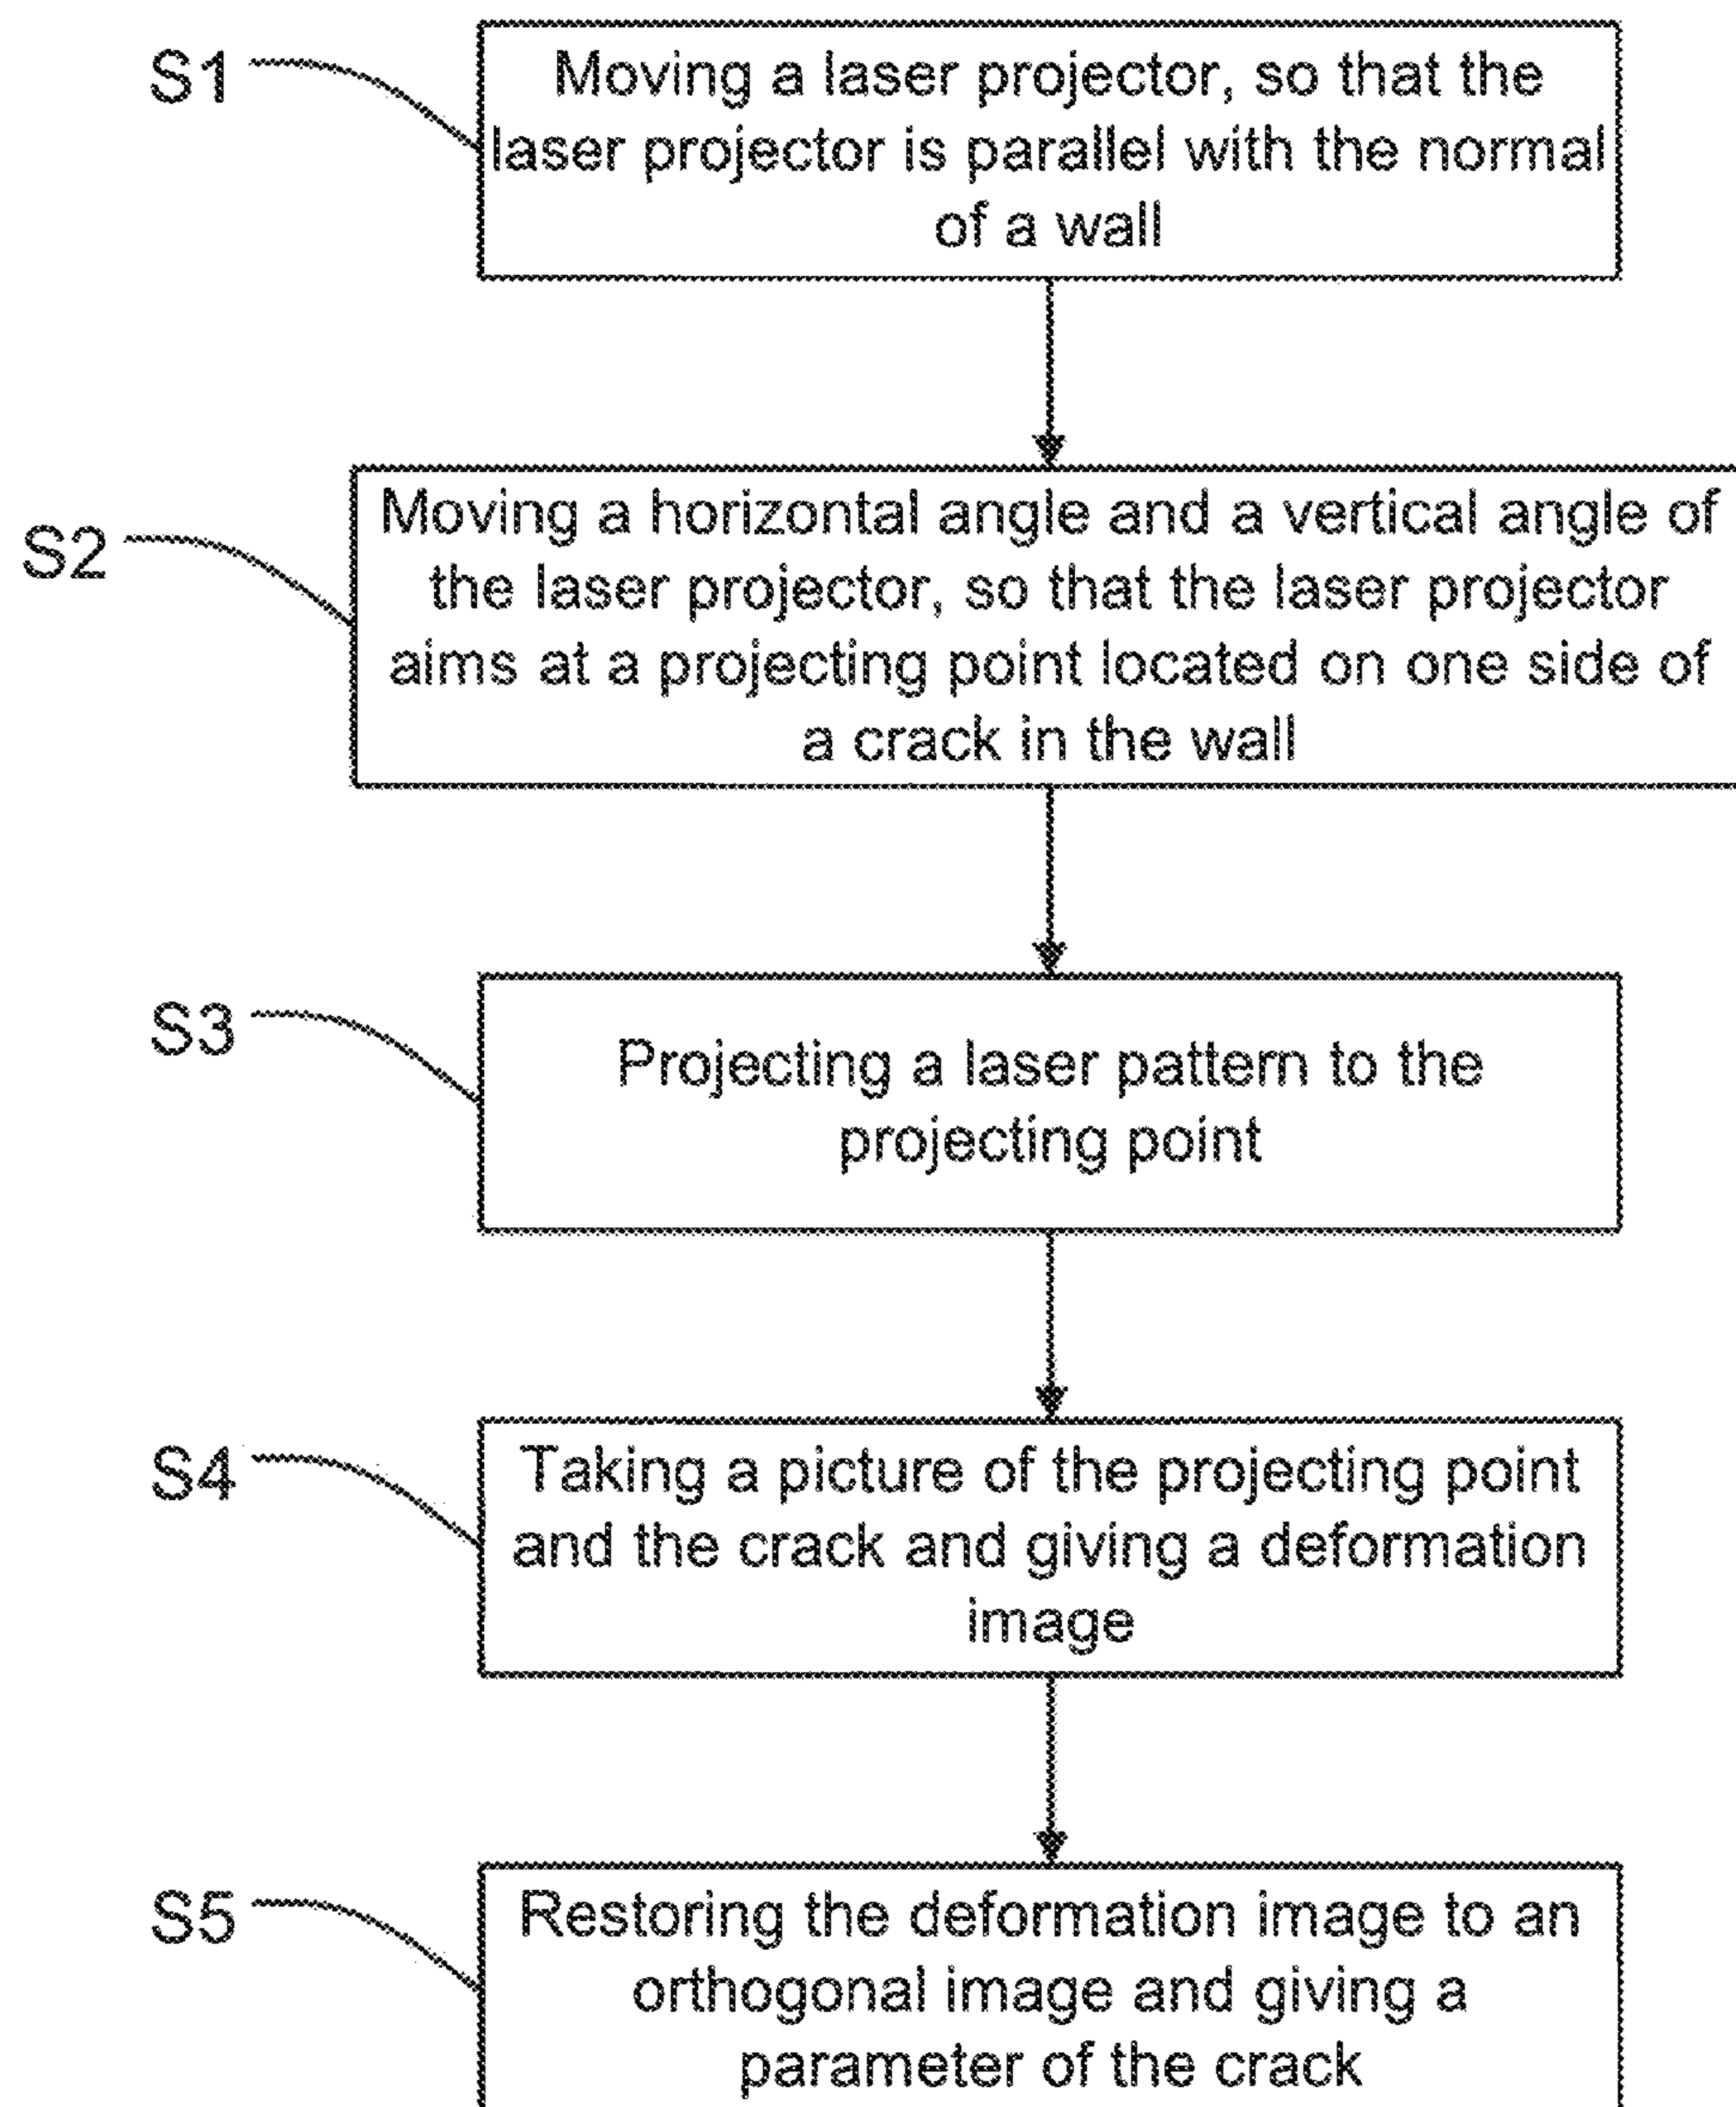 S1
Moving a laser projector, so that the
laser projector is parallel with the normal
of a wall
S2
Moving a horizontal angle and a vertical angle of
the laser projector, so that the laser projector
aims at a projecting point located on one side of
a crack in the wall
S3
Projecting a laser pattern to the
projecting point
S4
Taking a picture of the projecting point
and the crack and giving a deformation
image
S5
Restoring the deformation image to an
orthogonal image and giving a
parameter of the crack